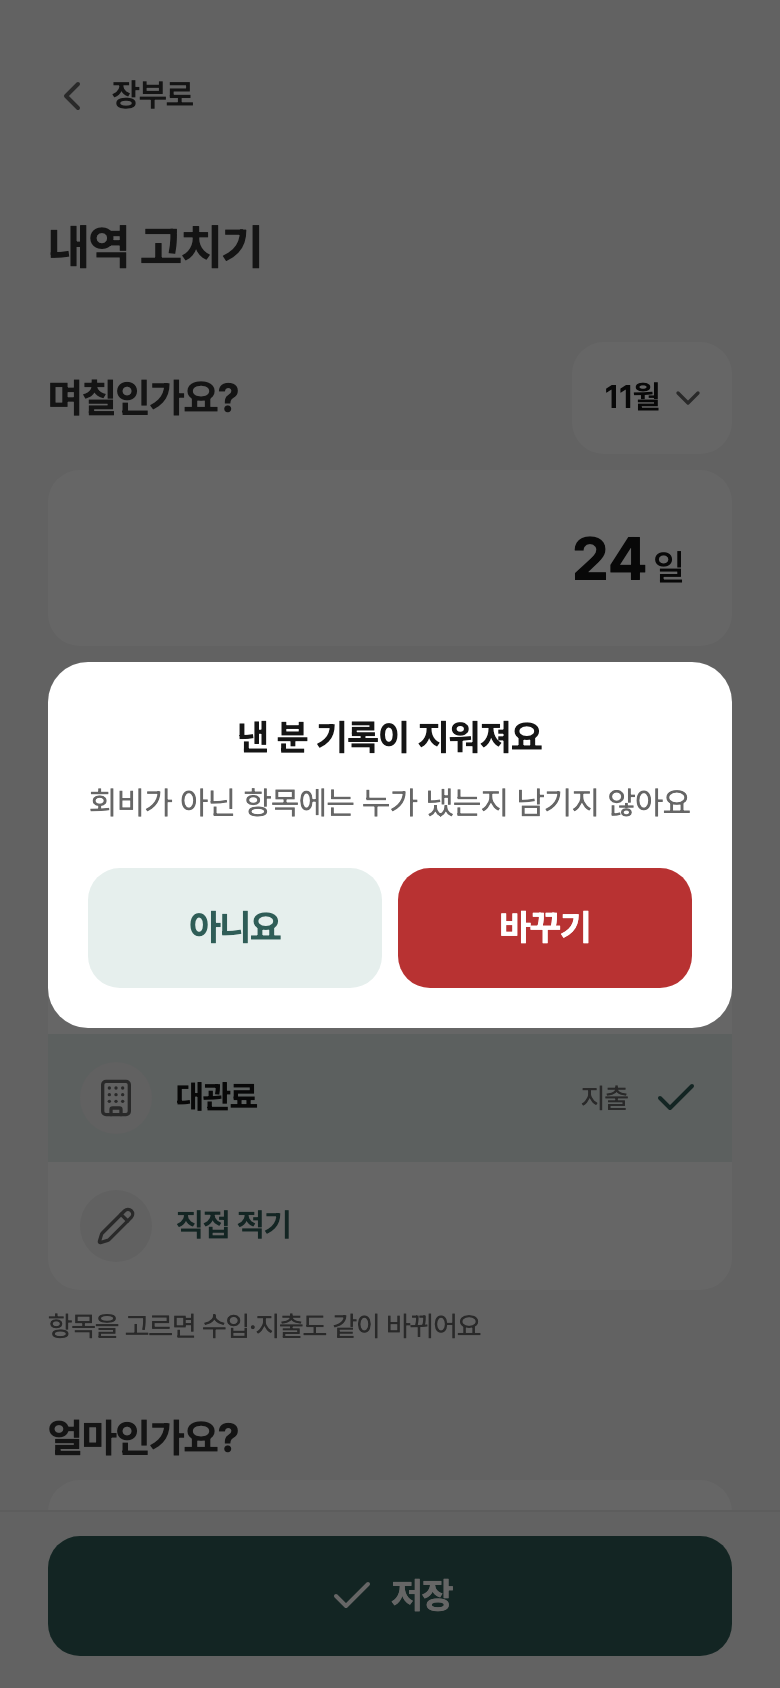 장부로
내역 고치기
며칠인가요?
11월
24 일
낸 분 기록이 지워져요
회비가 아닌 항목에는 누가 냈는지 남기지 않아요
아니요
바꾸기
대관료
지출
직접 적기
항목을 고르면 수입·지출도 같이 바뀌어요
얼마인가요?
저장